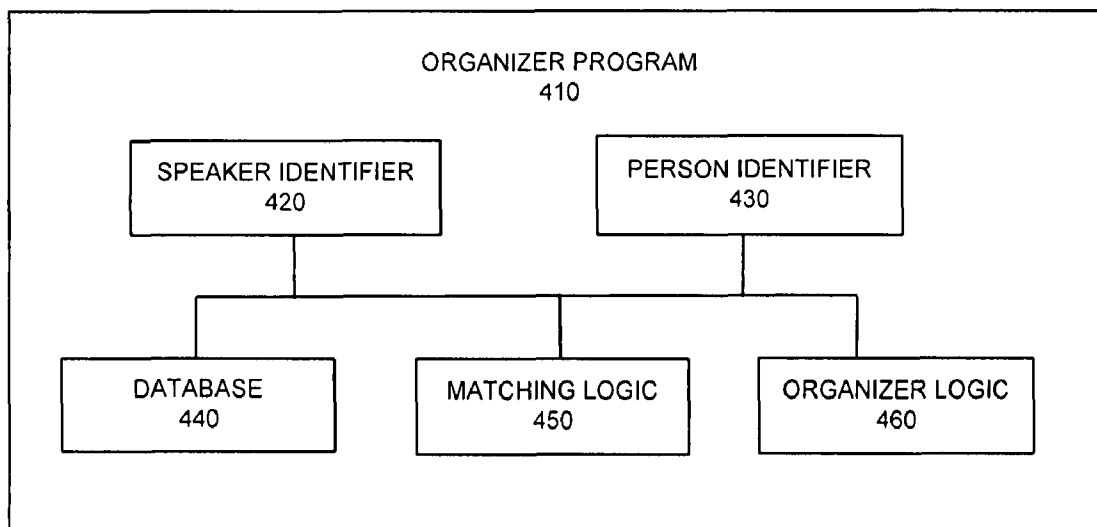 ORGANIZER PROGRAM
410
SPEAKER IDENTIFIER
420
PERSON IDENTIFIER
430
DATABASE
440
MATCHING LOGIC
450
ORGANIZER LOGIC
460